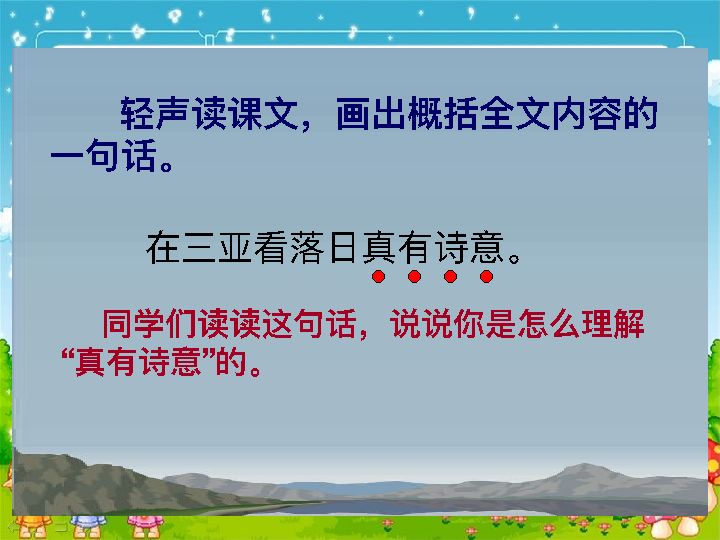 轻声读课文，画出概括全文内容的
一句话。
在三亚看落日真有诗意。
同学们读读这句话，说说你是怎么理解
“真有诗意”的。